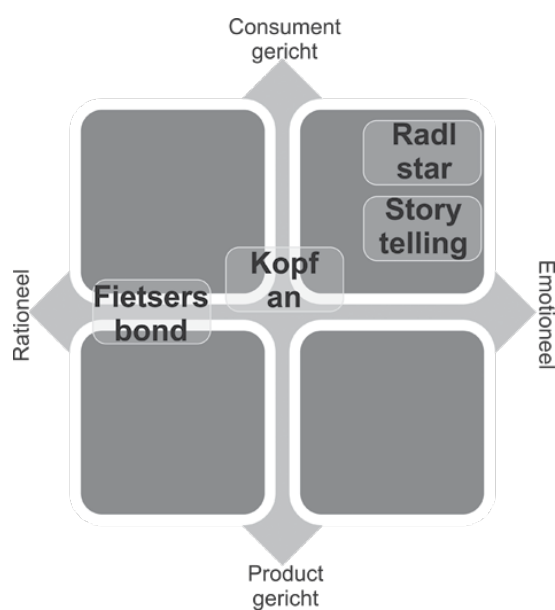 Consument
gericht
Radl
star
Story
telling
Kopf
an
Fietsers
bond
Rationeel
Emotioneel
Product
gericht